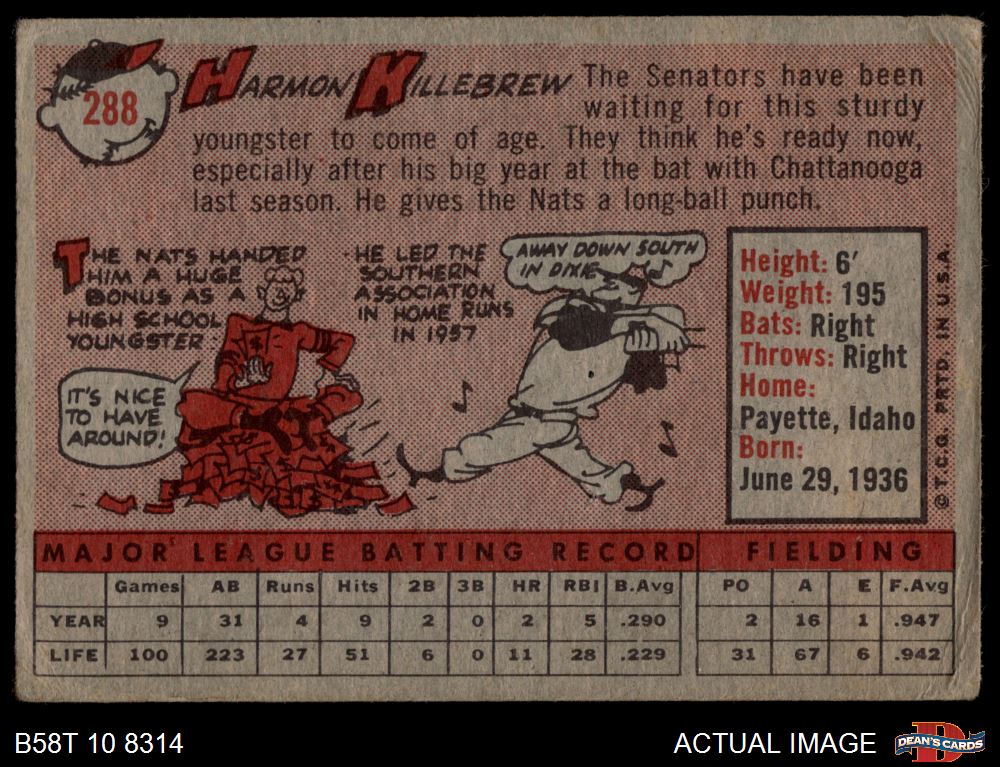 288
HARMON KILLEBREW
The Senators have been
waiting for this sturdy
youngster to come of age. They think he's ready now,
especially after his big year at the bat with Chattanooga
last season. He gives the Nats a long-ball punch.
THE NATS HANDED
HIM A HUGE
BONUS AS A
HIGH SCHOOL
YOUNGSTER
IT'S NICE
TO HAVE
AROUND!
HE LED THE
SOUTHERN
ASSOCIATION
IN HOME RUNS
IN 1957
AWAY DOWN SOUTH
IN DIXIE
Height: 6'
Weight: 195
Bats: Right
Throws: Right
Home:
Payette, Idaho
Born:
June 29, 1936
© T.C.G. PRTD. IN U.S.A.
MAJOR LEAGUE BATTING RECORD FIELDING
Games AB Runs Hits 2B 3B HR RBI B.Avg PO A E F.Avg
YEAR 9 31 4 9 2 0 2 5 .290 2 16 1 .947
LIFE 100 223 27 51 6 0 11 28 .229 31 67 6 .942
B58T 10 8314
ACTUAL IMAGE
D
DEAN'S CARDS